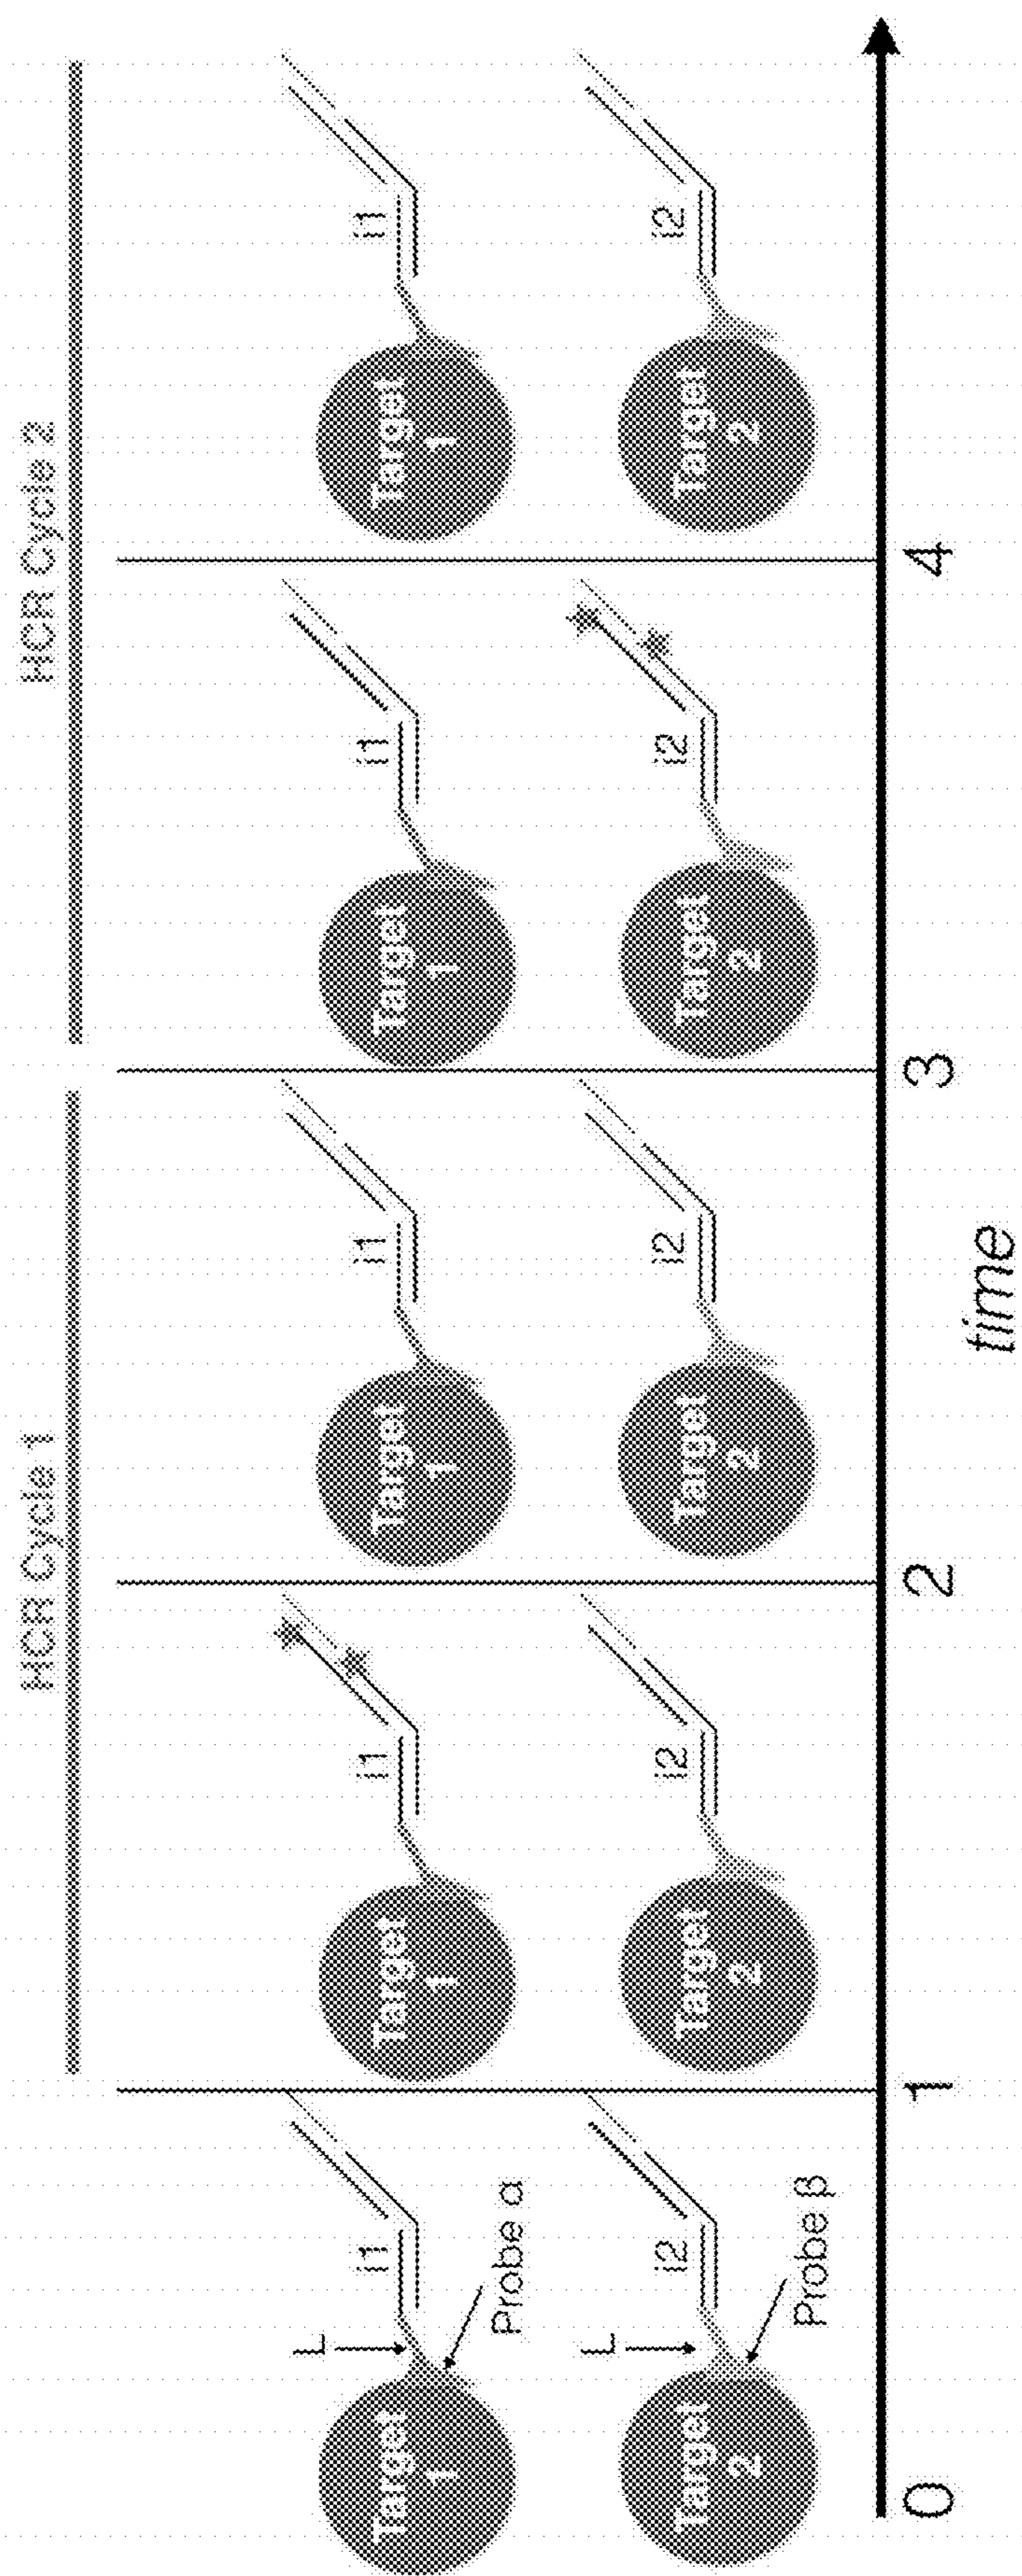 HCR Cycle 1
HCR Cycle 2
L
i1
Target
1
Probe α
i1
Target
1
i1
Target
1
i1
Target
1
i1
Target
1
L
i2
Target
2
Probe β
i2
Target
2
i2
Target
2
i2
Target
2
i2
Target
2
0
1
2
3
4
time